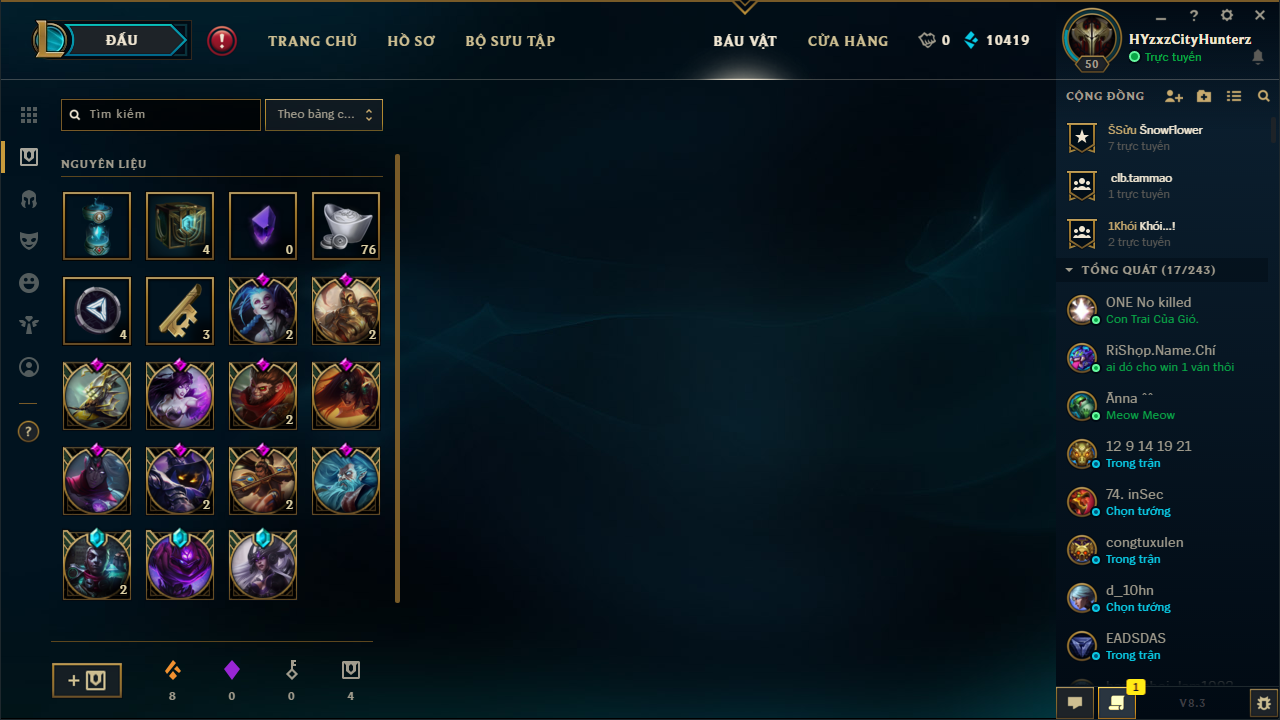 ĐẤU
TRANG CHỦ
HỒ SƠ
BỘ SƯU TẬP
BÁU VẬT
CỬA HÀNG
0
10419
50
HYzxzCityHunterz
Trực tuyến
Tìm kiếm
Theo bảng c...
NGUYÊN LIỆU
4
0
76
4
3
2
2
2
2
2
2
8
0
0
4
CỘNG ĐỒNG
ŠSửu ŠnowFlower
7 trực tuyến
clb.tammao
1 trực tuyến
1Khói Khói...!
2 trực tuyến
TỔNG QUÁT (17/243)
ONE No killed
Con Trai Của Gió.
RiShọp.Name.Chí
ai dó cho win 1 ván thôi
Ãnna ^^
Meow Meow
12 9 14 19 21
Trong trận
74. inSec
Chọn tướng
congtuxulen
Trong trận
d_10hn
Chọn tướng
EADSDAS
Trong trận
1
V8.3